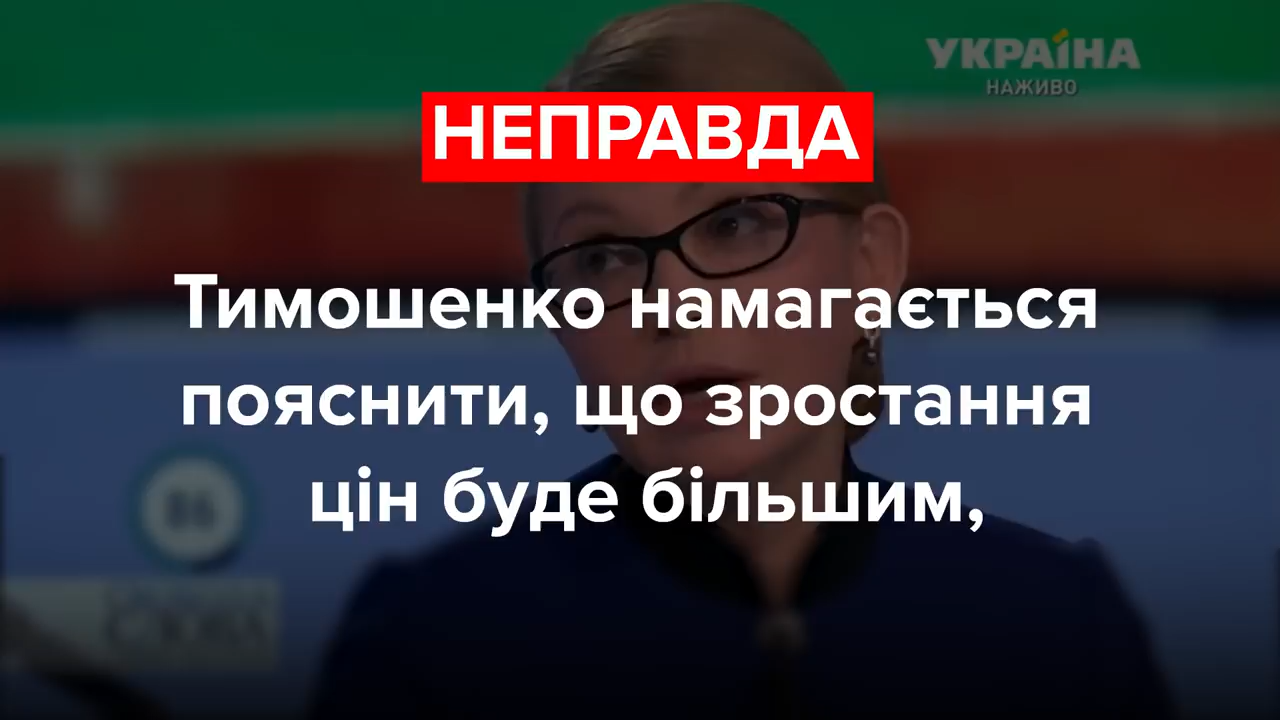 УКРАЇНА
НАЖИВО
НЕПРАВДА
Тимошенко намагається
пояснити, що зростання
цін буде більшим,